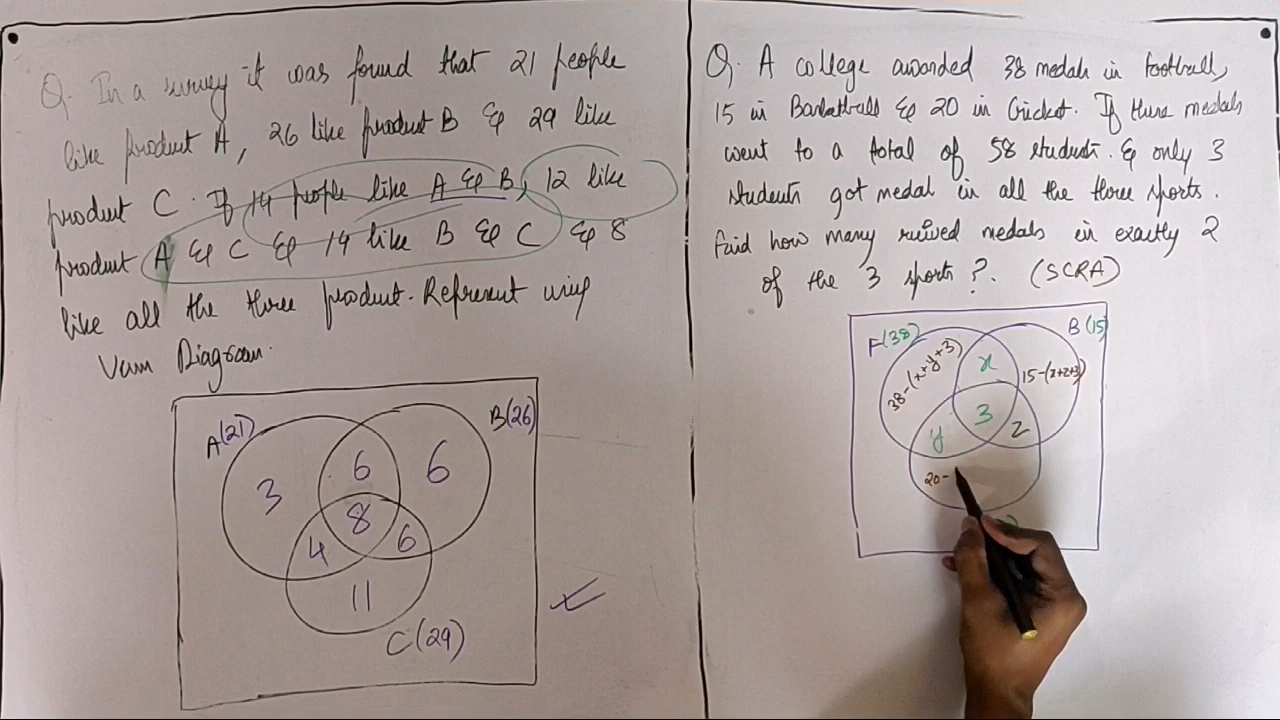 Q. In a survey it was found that 21 people
like product A, 26 like product B & 29 like
product C. If 14 people like A & B, 12 like
product A & C & 14 like B & C & 8
like all the three product. Represent using
Venn Diagram.
A(21)
B(26)
3
6
6
8
4
6
11
C(29)
Q. A college awarded 38 medals in football,
15 in Basketball & 20 in Cricket. If these medals
went to a total of 58 students. & only 3
students got medal in all the three sports.
Find how many recived medals in exactly 2
of the 3 sports ?. (SCRA)
F(38)
B(15)
38-(x+y+3)
x
15-(x+z+3)
3
y
z
20-